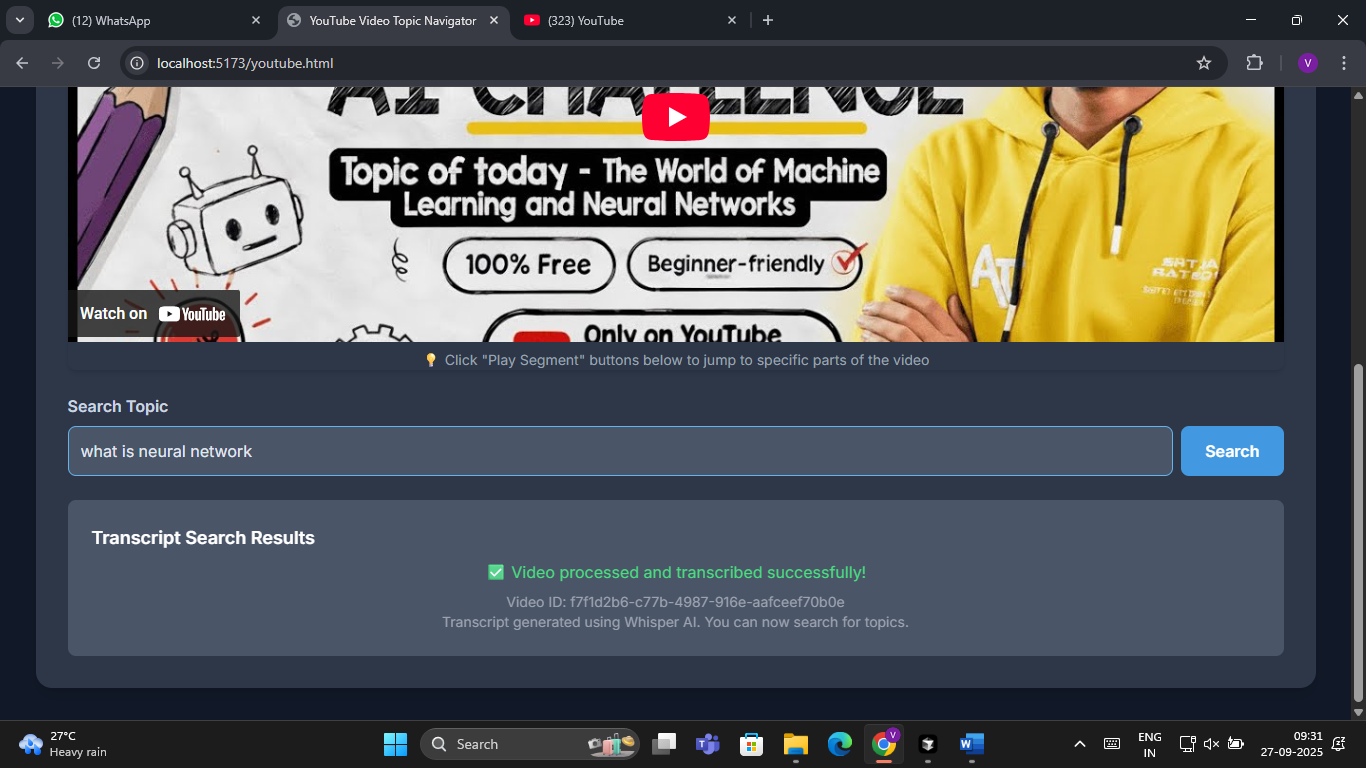 (12) WhatsApp
YouTube Video Topic Navigator
(323) YouTube
localhost:5173/youtube.html
V
AI CHALLENGE
Topic of today - The World of Machine
Learning and Neural Networks
100% Free
Beginner-friendly
Watch on YouTube
Only on YouTube
💡 Click "Play Segment" buttons below to jump to specific parts of the video
Search Topic
what is neural network
Search
Transcript Search Results
✅ Video processed and transcribed successfully!
Video ID: f7f1d2b6-c77b-4987-916e-aafceef70b0e
Transcript generated using Whisper AI. You can now search for topics.
27°C
Heavy rain
Search
V
ENG
IN
09:31
27-09-2025